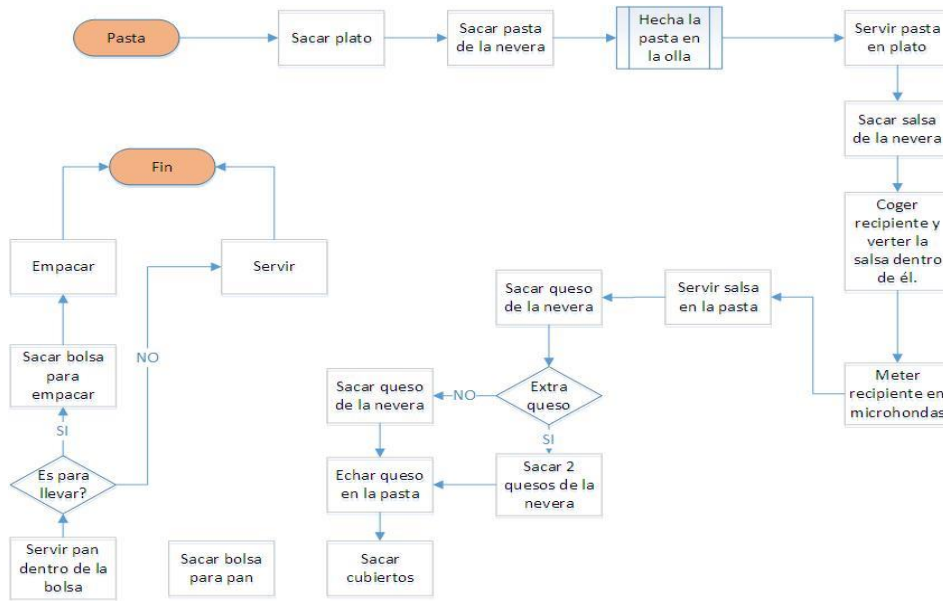 Pasta
Sacar plato
Sacar pasta
de la nevera
Hecha la
pasta en
la olla
Servir pasta
en plato
Sacar salsa
de la nevera
Coger
recipiente y
verter la
salsa dentro
de él.
Meter
recipiente en
microhondas
Servir salsa
en la pasta
Sacar queso
de la nevera
Extra
queso
NO
Sacar queso
de la nevera
SI
Sacar 2
quesos de la
nevera
Echar queso
en la pasta
Sacar
cubiertos
Sacar bolsa
para pan
Servir pan
dentro de la
bolsa
Es para
llevar?
SI
Sacar bolsa
para
empacar
Empacar
NO
Servir
Fin